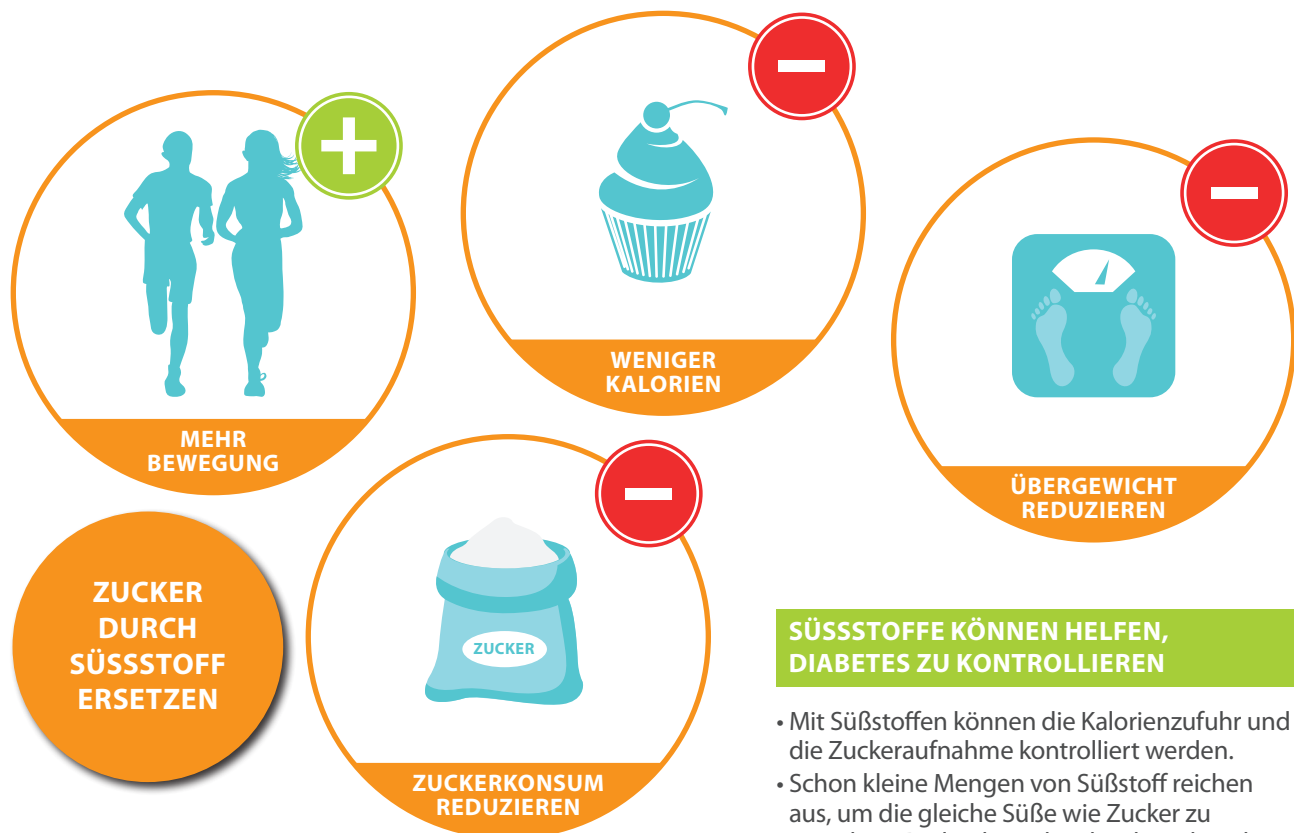 MEHR
BEWEGUNG
WENIGER
KALORIEN
ÜBERGEWICHT
REDUZIEREN
ZUCKER
DURCH
SÜSSSTOFF
ERSETZEN
ZUCKER
ZUCKERKONSUM
REDUZIEREN
SÜSSSTOFFE KÖNNEN HELFEN,
DIABETES ZU KONTROLLIEREN
• Mit Süßstoffen können die Kalorienzufuhr und
die Zuckeraufnahme kontrolliert werden.
• Schon kleine Mengen von Süßstoff reichen
aus, um die gleiche Süße wie Zucker zu